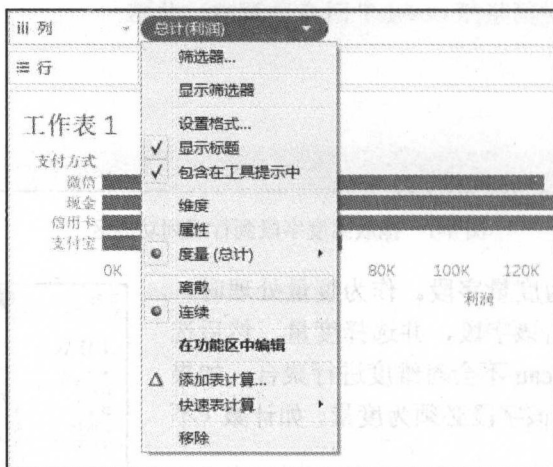 iii 列
总计(利润)
行
工作表 1
支付方式
微信
现金
信用卡
支付宝
0K
80K
100K
120K
利润
筛选器...
显示筛选器
设置格式...
✓ 显示标题
✓ 包含在工具提示中
维度
属性
度量 (总计)
离散
连续
在功能区中编辑
△ 添加表计算...
快速表计算
移除